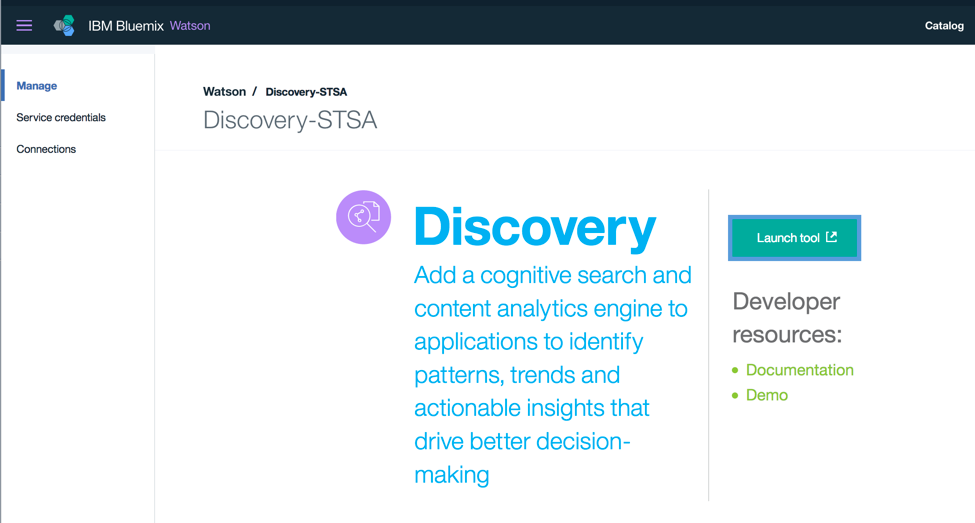 IBM Bluemix Watson
Catalog
Manage
Service credentials
Connections
Watson / Discovery-STSA
Discovery-STSA
Discovery
Add a cognitive search and
content analytics engine to
applications to identify
patterns, trends and
actionable insights that
drive better decision-
making
Launch tool
Developer
resources:
Documentation
Demo